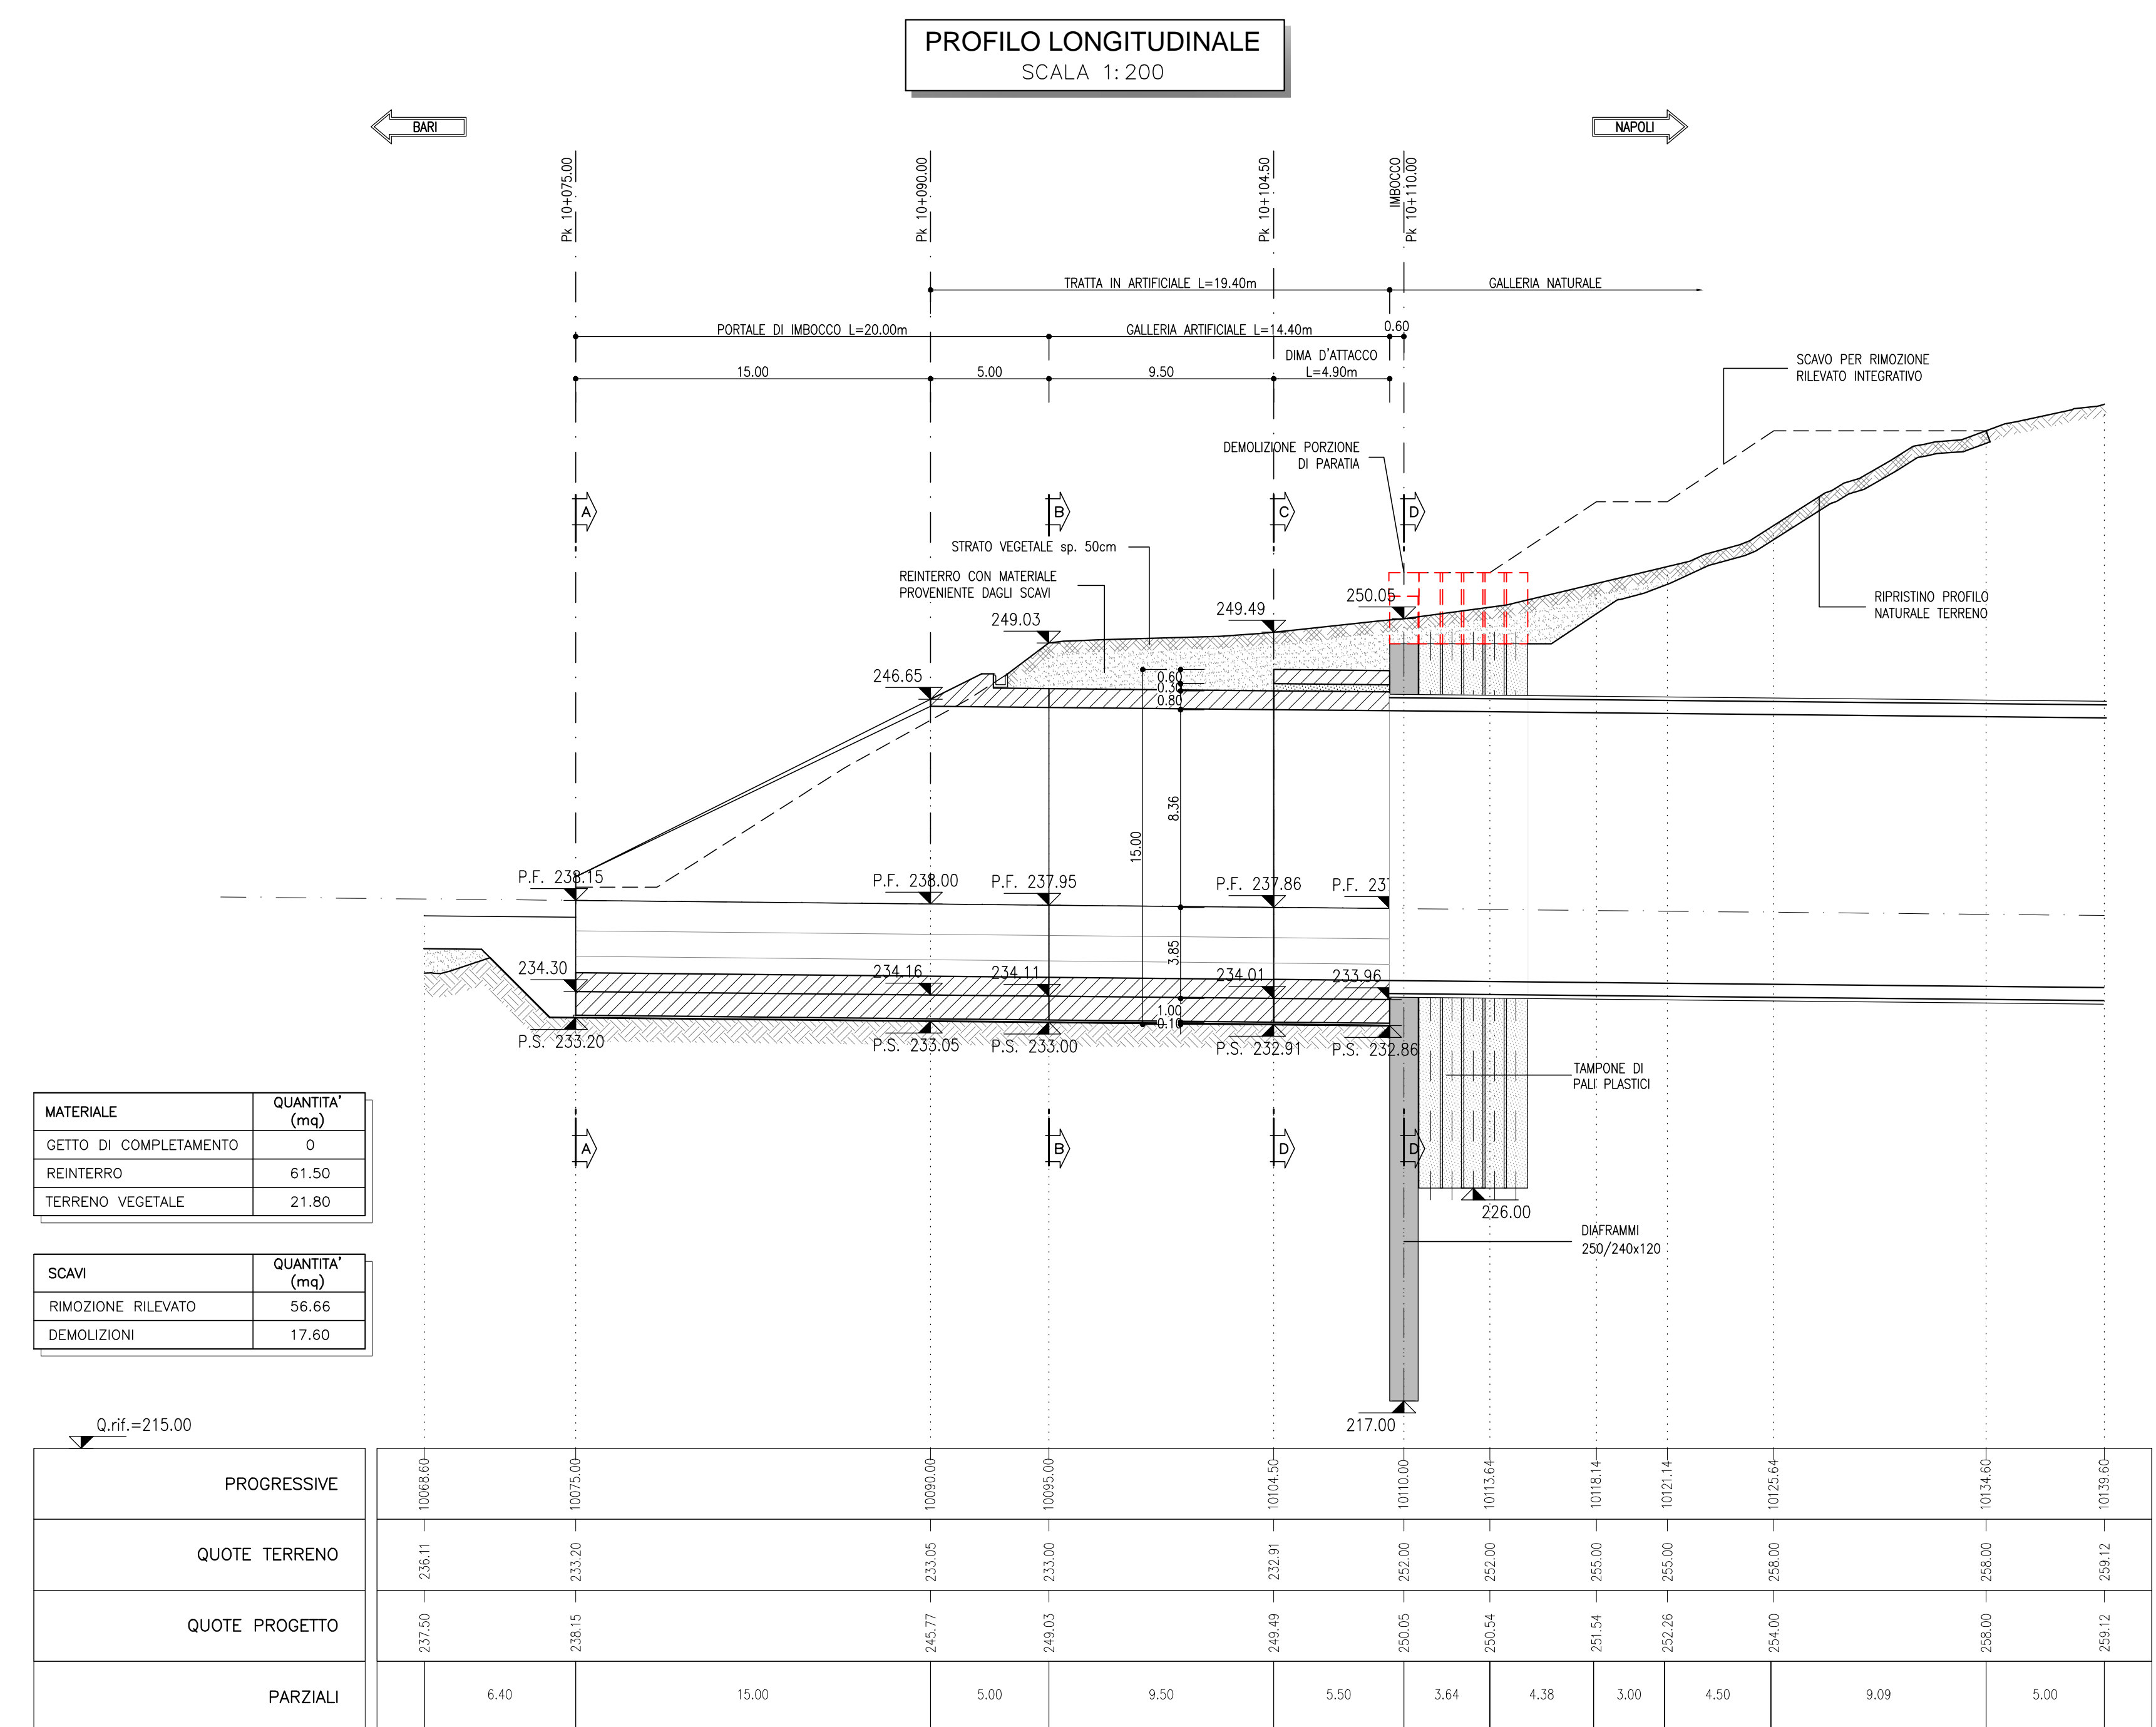 PROFILO LONGITUDINALE
SCALA 1:200
BARI
NAPOLI
Pk 10+075.00
Pk 10+090.00
Pk 10+104.50
IMBOCCO
Pk 10+110.00
TRATTA IN ARTIFICIALE L=19.40m
GALLERIA NATURALE
PORTALE DI IMBOCCO L=20.00m
GALLERIA ARTIFICIALE L=14.40m
0.60
15.00
5.00
9.50
DIMA D'ATTACCO
L=4.90m
SCAVO PER RIMOZIONE
RILEVATO INTEGRATIVO
DEMOLIZIONE PORZIONE
DI PARATIA
A
B
C
D
STRATO VEGETALE sp. 50cm
REINTERRO CON MATERIALE
PROVENIENTE DAGLI SCAVI
RIPRISTINO PROFILO
NATURALE TERRENO
246.65
249.03
249.49
250.05
0.60
0.30
0.80
8.36
15.00
3.85
1.00
0.10
P.F. 238.15
P.F. 238.00
P.F. 237.95
P.F. 237.86
P.F. 237
234.30
234.16
234.11
234.01
233.96
P.S. 233.20
P.S. 233.05
P.S. 233.00
P.S. 232.91
P.S. 232.86
TAMPONE DI
PALI PLASTICI
A
B
D
D
226.00
DIAFRAMMI
250/240x120
217.00
MATERIALE QUANTITA' (mq)
GETTO DI COMPLETAMENTO 0
REINTERRO 61.50
TERRENO VEGETALE 21.80
SCAVI QUANTITA' (mq)
RIMOZIONE RILEVATO 56.66
DEMOLIZIONI 17.60
Q.rif.=215.00
PROGRESSIVE 10068.60 10075.00 10090.00 10095.00 10104.50 10110.00 10113.64 10118.14 10121.14 10125.64 10134.60 10139.60
QUOTE TERRENO 236.11 233.20 233.05 233.00 232.91 252.00 252.00 255.00 255.00 258.00 258.00 259.12
QUOTE PROGETTO 237.50 238.15 245.77 249.03 249.49 250.05 250.54 251.54 252.26 254.00 258.00 259.12
PARZIALI 6.40 15.00 5.00 9.50 5.50 3.64 4.38 3.00 4.50 9.09 5.00